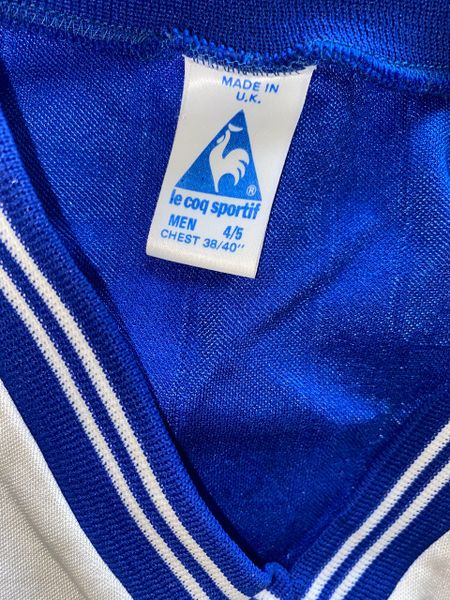 MADE IN
U.K.
®
le coq sportif
MEN 4/5
CHEST 38/40"